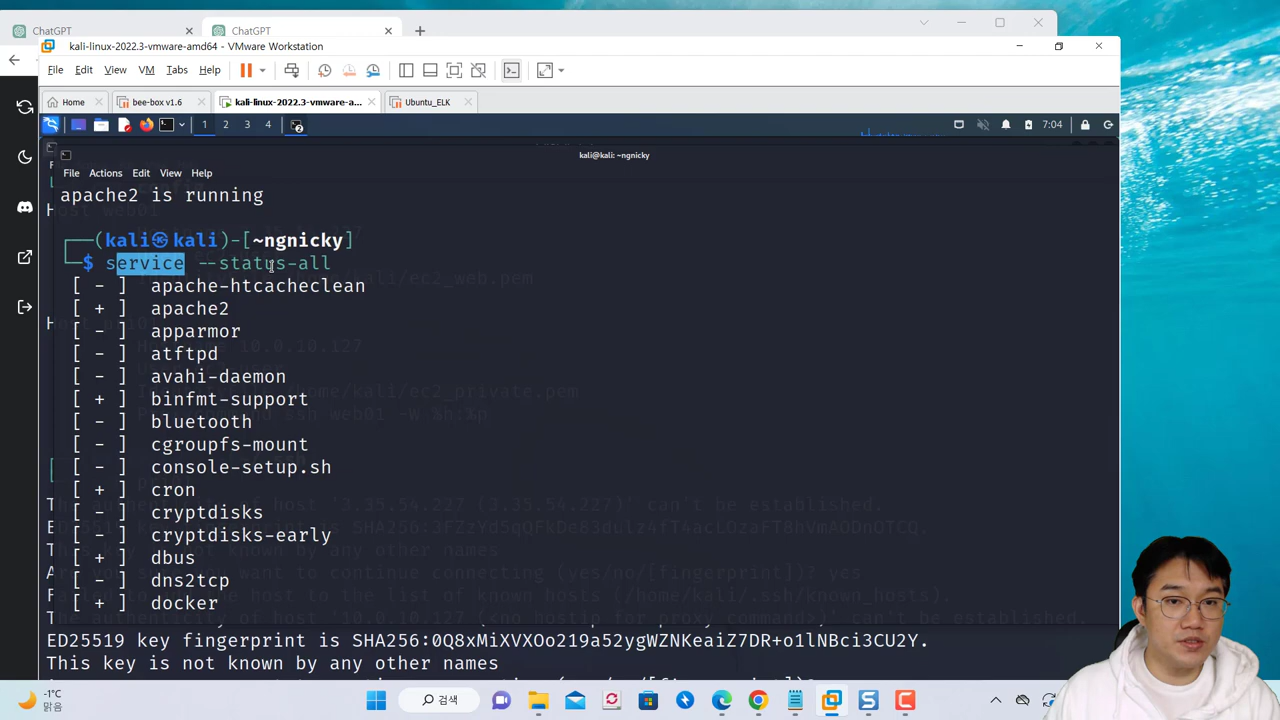 ChatGPT
ChatGPT
kali-linux-2022.3-vmware-amd64 - VMware Workstation
File Edit View VM Tabs Help
Home
bee-box v1.6
kali-linux-2022.3-vmware-a...
Ubuntu_ELK
1 2 3 4
7:04
kali@kali: ~ngnicky
File Actions Edit View Help
apache2 is running
┌──(kali㉿kali)-[~ngnicky]
└─$ service --status-all
[ - ] apache-htcacheclean
[ + ] apache2
[ - ] apparmor
[ - ] atftpd
[ - ] avahi-daemon
[ + ] binfmt-support
[ - ] bluetooth
[ - ] cgroupfs-mount
[ - ] console-setup.sh
[ + ] cron
[ - ] cryptdisks
[ - ] cryptdisks-early
[ + ] dbus
[ - ] dns2tcp
[ + ] docker
ED25519 key fingerprint is SHA256:0Q8xMiXVXOo219a52ygWZNKeaiZ7DR+o1lNBci3CU2Y.
This key is not known by any other names
-1°C
맑음
검색